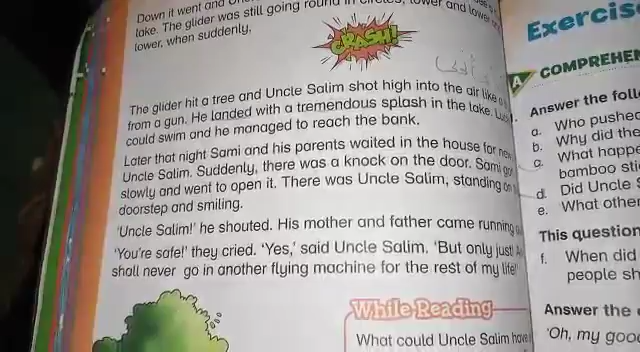 Down it went and
lake. The glider was still going round in circles, lower and lower
lower, when suddenly,
CRASH!
The glider hit a tree and Uncle Salim shot high into the air like a
from a gun. He landed with a tremendous splash in the lake.
could swim and he managed to reach the bank.
Later that night Sami and his parents waited in the house for
Uncle Salim. Suddenly, there was a knock on the door. Sami
slowly and went to open it. There was Uncle Salim, standing
doorstep and smiling.
'Uncle Salim!' he shouted. His mother and father came running
'You're safe!' they cried. 'Yes,' said Uncle Salim. 'But only just!
shall never go in another flying machine for the rest of my life!'
While Reading
What could Uncle Salim have
Exercis
A COMPREHEN
Answer the foll
a. Who pushed
b. Why did the
c. What happe
bamboo sti
d. Did Uncle S
e. What other
This question
f. When did
people sh
Answer the
'Oh, my goo